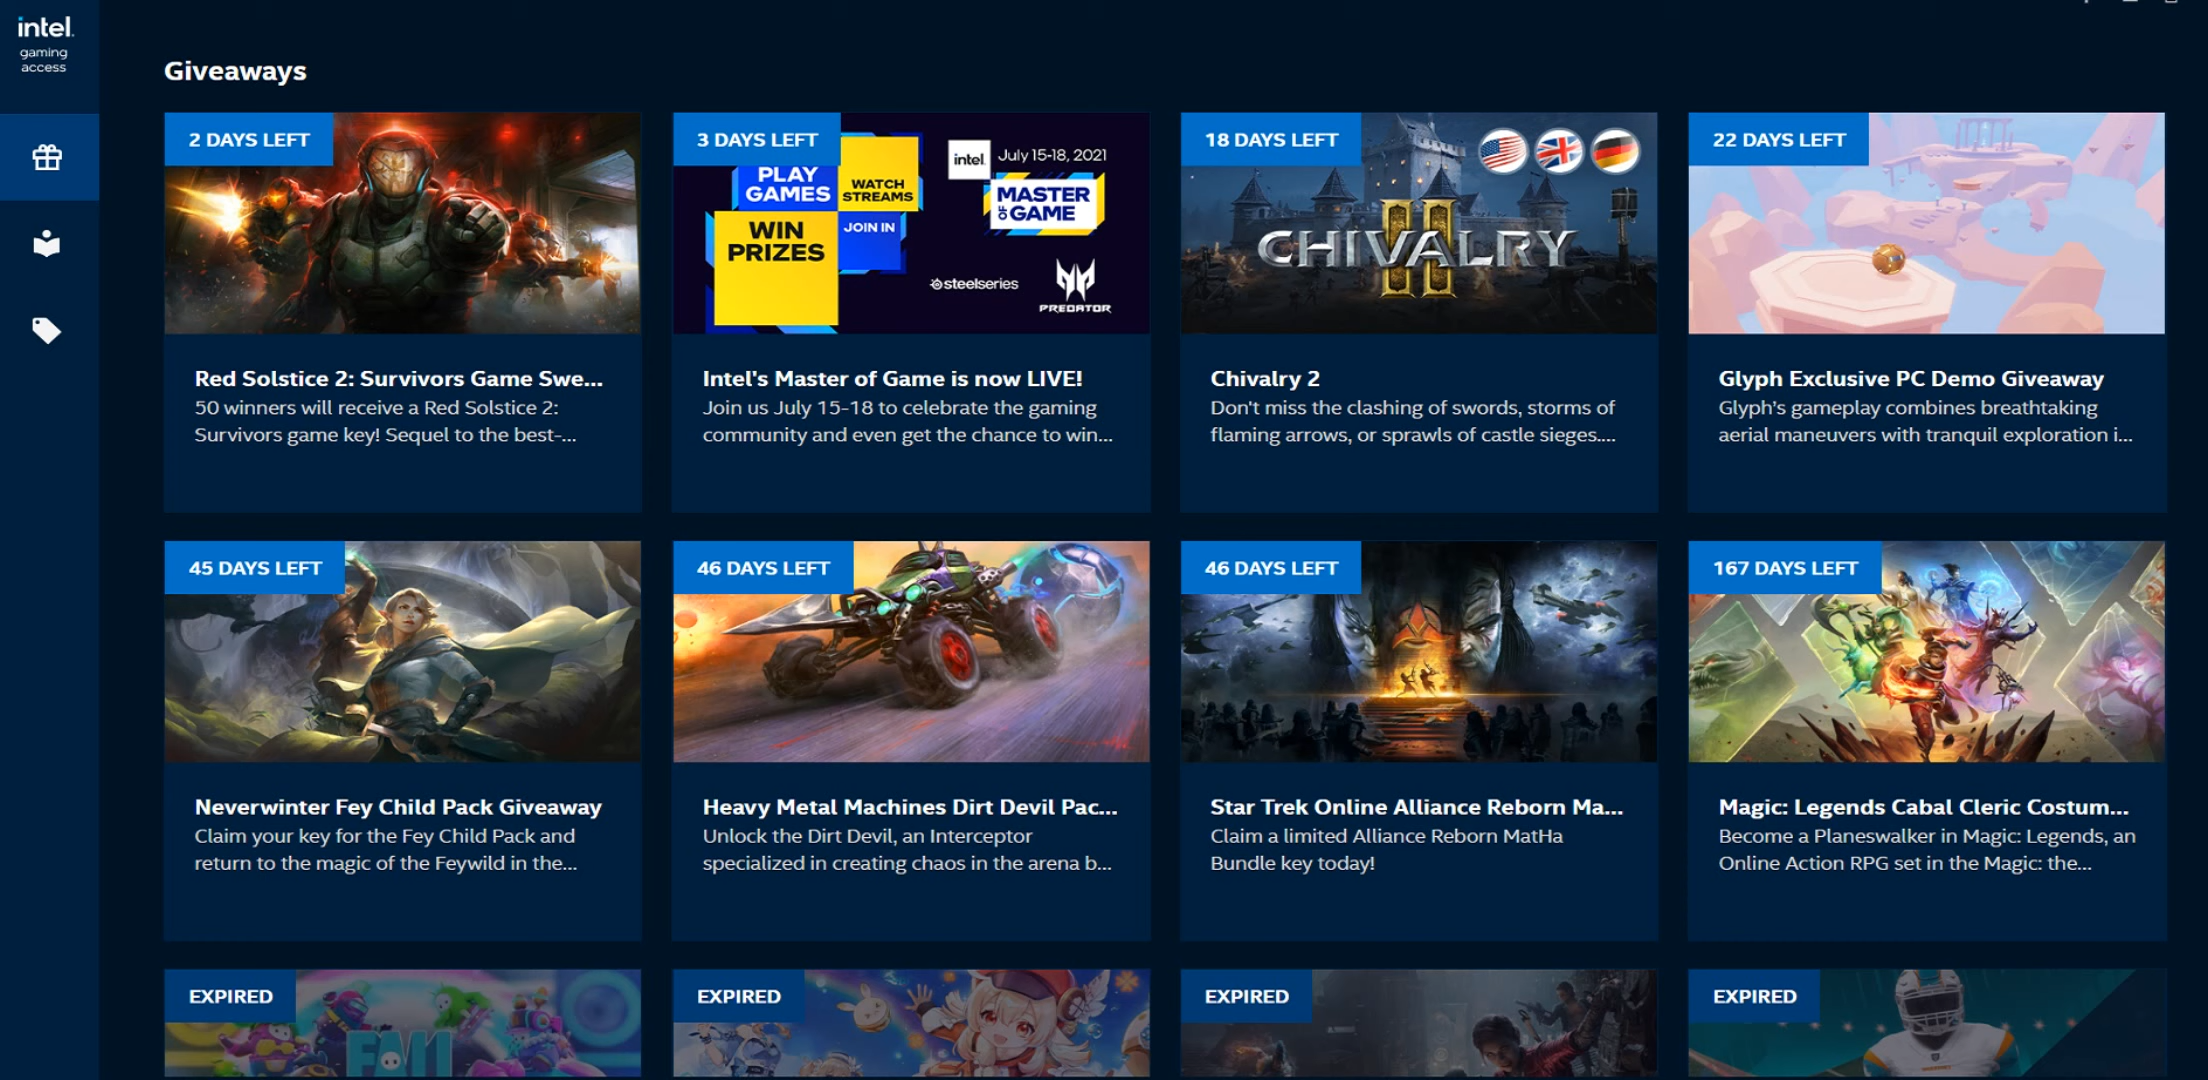 intel.
gaming
access
Giveaways
2 DAYS LEFT
Red Solstice 2: Survivors Game Swe...
50 winners will receive a Red Solstice 2:
Survivors game key! Sequel to the best-...
3 DAYS LEFT
PLAY
GAMES
WATCH
STREAMS
WIN
PRIZES
JOIN IN
intel.
July 15-18, 2021
MASTER
OF GAME
steelseries
PREDATOR
Intel's Master of Game is now LIVE!
Join us July 15-18 to celebrate the gaming
community and even get the chance to win...
18 DAYS LEFT
CHIVALRY
II
Chivalry 2
Don't miss the clashing of swords, storms of
flaming arrows, or sprawls of castle sieges....
22 DAYS LEFT
Glyph Exclusive PC Demo Giveaway
Glyph’s gameplay combines breathtaking
aerial maneuvers with tranquil exploration i...
45 DAYS LEFT
Neverwinter Fey Child Pack Giveaway
Claim your key for the Fey Child Pack and
return to the magic of the Feywild in the...
46 DAYS LEFT
Heavy Metal Machines Dirt Devil Pac...
Unlock the Dirt Devil, an Interceptor
specialized in creating chaos in the arena b...
46 DAYS LEFT
Star Trek Online Alliance Reborn Ma...
Claim a limited Alliance Reborn MatHa
Bundle key today!
167 DAYS LEFT
Magic: Legends Cabal Cleric Costum...
Become a Planeswalker in Magic: Legends, an
Online Action RPG set in the Magic: the...
EXPIRED
FALL
EXPIRED
EXPIRED
EXPIRED